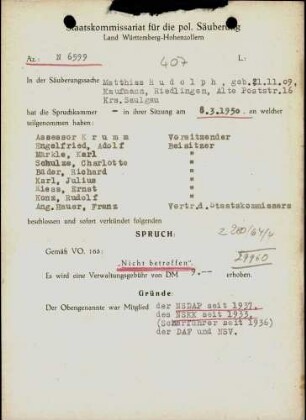 Staatskommissariat für die pol. Säuberung
Land Württemberg-Hohenzollern
Az.: N 6599
407
L:
In der Säuberungssache Matthias H u d e l p h, geb.21.11.09,
Kaufmann, Riedlingen, Alte Poststr.16
Krs.Saulgau
hat die Spruchkammer – in ihrer Sitzung am 8.3.1950 an welcher
teilgenommen haben:
Assessor K r u m m Vorsitzender
Engelfried, Adolf Beisitzer
Märkle, Karl "
Schulze, Charlotte "
Bäder, Richard "
Karl, Julius "
Riess, Ernst "
Konz, Rudolf "
Ang.Hauer, Franz Vertr.d.Staatskommissars
beschlossen und sofort verkündet folgenden
SPRUCH:
Gemäß VO. 165:
"Nicht betroffen".
Es wird eine Verwaltungsgebühr von DM 9.-- erhoben.
Gründe:
Der Obengenannte war Mitglied der NSDAP seit 1937,
des NSKK seit 1933,
(Scharführer seit 1936)
der DAF und NSV.